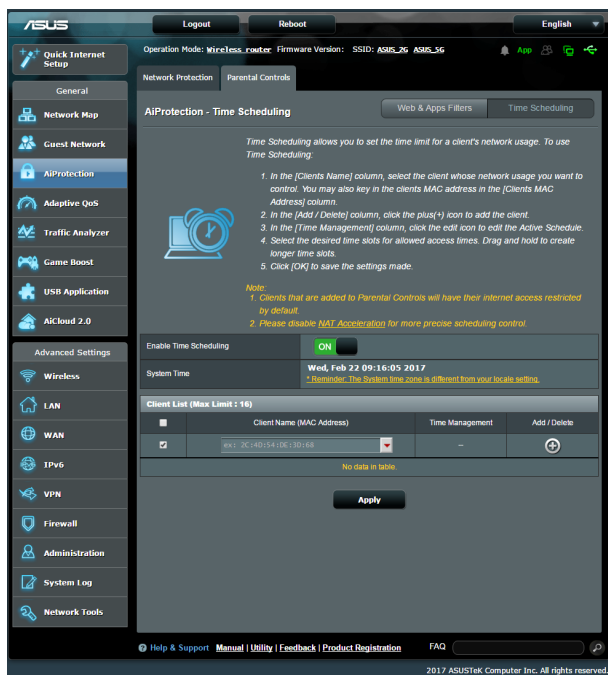 ASUS
Logout
Reboot
English
Quick Internet
Setup
General
Network Map
Guest Network
AiProtection
Adaptive QoS
Traffic Analyzer
Game Boost
USB Application
AiCloud 2.0
Advanced Settings
Wireless
LAN
WAN
IPv6
VPN
Firewall
Administration
System Log
Network Tools
Operation Mode: Wireless router Firmware Version: SSID: ASUS_2G ASUS_5G
App
Network Protection
Parental Controls
AiProtection - Time Scheduling
Web & Apps Filters
Time Scheduling
Time Scheduling allows you to set the time limit for a client's network usage. To use
Time Scheduling:
1. In the [Clients Name] column, select the client whose network usage you want to
control. You may also key in the clients MAC address in the [Clients MAC
Address] column.
2. In the [Add / Delete] column, click the plus(+) icon to add the client.
3. In the [Time Management] column, click the edit icon to edit the Active Schedule.
4. Select the desired time slots for allowed access times. Drag and hold to create
longer time slots.
5. Click [OK] to save the settings made.
Note:
1. Clients that are added to Parental Controls will have their internet access restricted
by default.
2. Please disable NAT Acceleration for more precise scheduling control.
Enable Time Scheduling
ON
System Time
Wed, Feb 22 09:16:05 2017
* Reminder: The System time zone is different from your locale setting.
Client List (Max Limit : 16)
Client Name (MAC Address)
Time Management
Add / Delete
ex: 2C:4D:54:DE:3D:68
–
No data in table.
Apply
Help & Support
Manual | Utility | Feedback | Product Registration
FAQ
2017 ASUSTeK Computer Inc. All rights reserved.